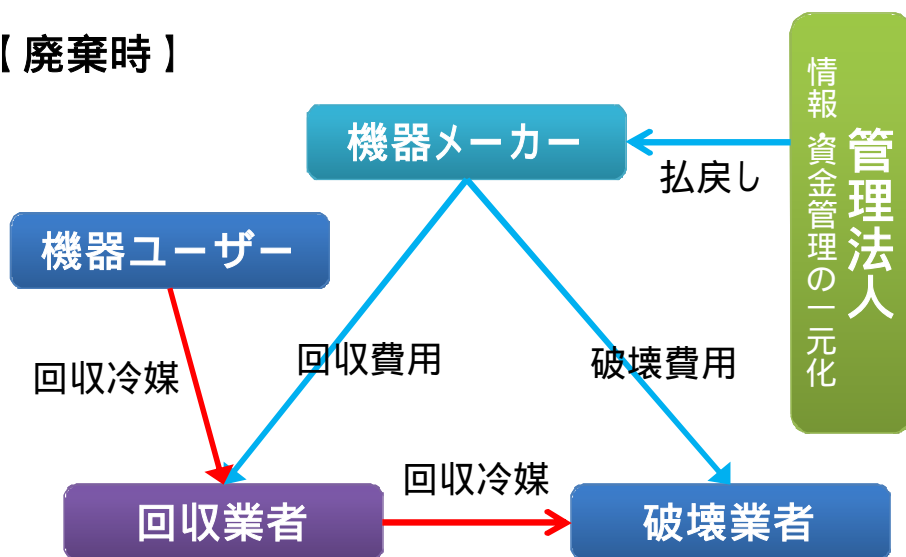 【廃棄時】
機器メーカー
払戻し
管理法人
情報 資金管理の一元化
機器ユーザー
回収冷媒
回収費用
破壊費用
回収冷媒
回収業者
破壊業者